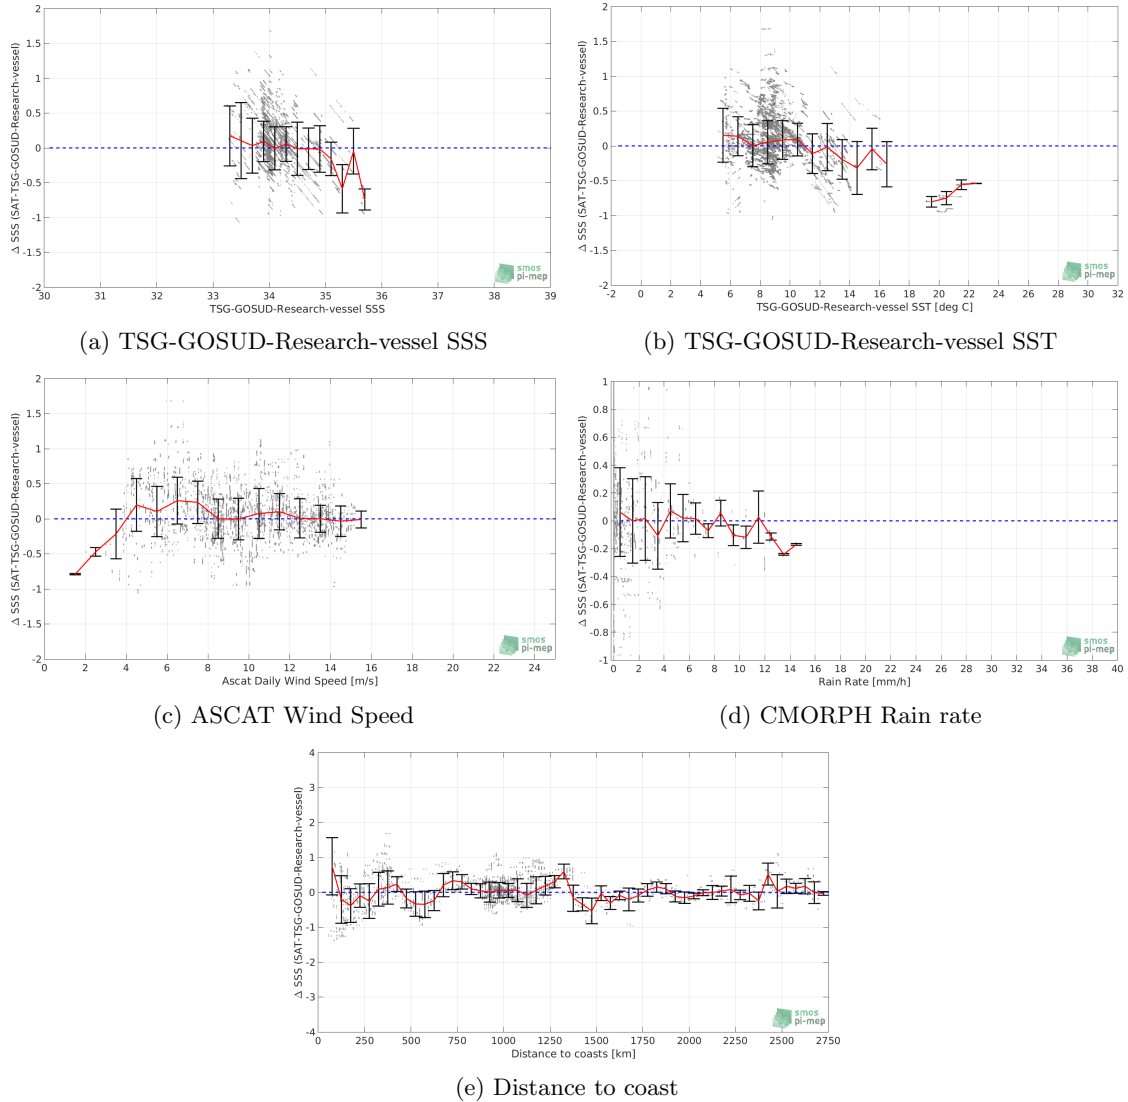 Δ SSS (SAT-TSG-GOSUD-Research-vessel)
2
1.5
1
0.5
0
-0.5
-1
-1.5
-2
30 31 32 33 34 35 36 37 38 39
TSG-GOSUD-Research-vessel SSS
smos
pi-mep
(a) TSG-GOSUD-Research-vessel SSS
Δ SSS (SAT-TSG-GOSUD-Research-vessel)
2
1.5
1
0.5
0
-0.5
-1
-1.5
-2
-2 0 2 4 6 8 10 12 14 16 18 20 22 24 26 28 30 32
TSG-GOSUD-Research-vessel SST [deg C]
smos
pi-mep
(b) TSG-GOSUD-Research-vessel SST
Δ SSS (SAT-TSG-GOSUD-Research-vessel)
2
1.5
1
0.5
0
-0.5
-1
-1.5
-2
0 2 4 6 8 10 12 14 16 18 20 22 24
Ascat Daily Wind Speed [m/s]
smos
pi-mep
(c) ASCAT Wind Speed
Δ SSS (SAT-TSG-GOSUD-Research-vessel)
1
0.8
0.6
0.4
0.2
0
-0.2
-0.4
-0.6
-0.8
-1
0 2 4 6 8 10 12 14 16 18 20 22 24 26 28 30 32 34 36 38 40
Rain Rate [mm/h]
smos
pi-mep
(d) CMORPH Rain rate
Δ SSS (SAT-TSG-GOSUD-Research-vessel)
4
3
2
1
0
-1
-2
-3
-4
0 250 500 750 1000 1250 1500 1750 2000 2250 2500 2750
Distance to coasts [km]
smos
pi-mep
(e) Distance to coast